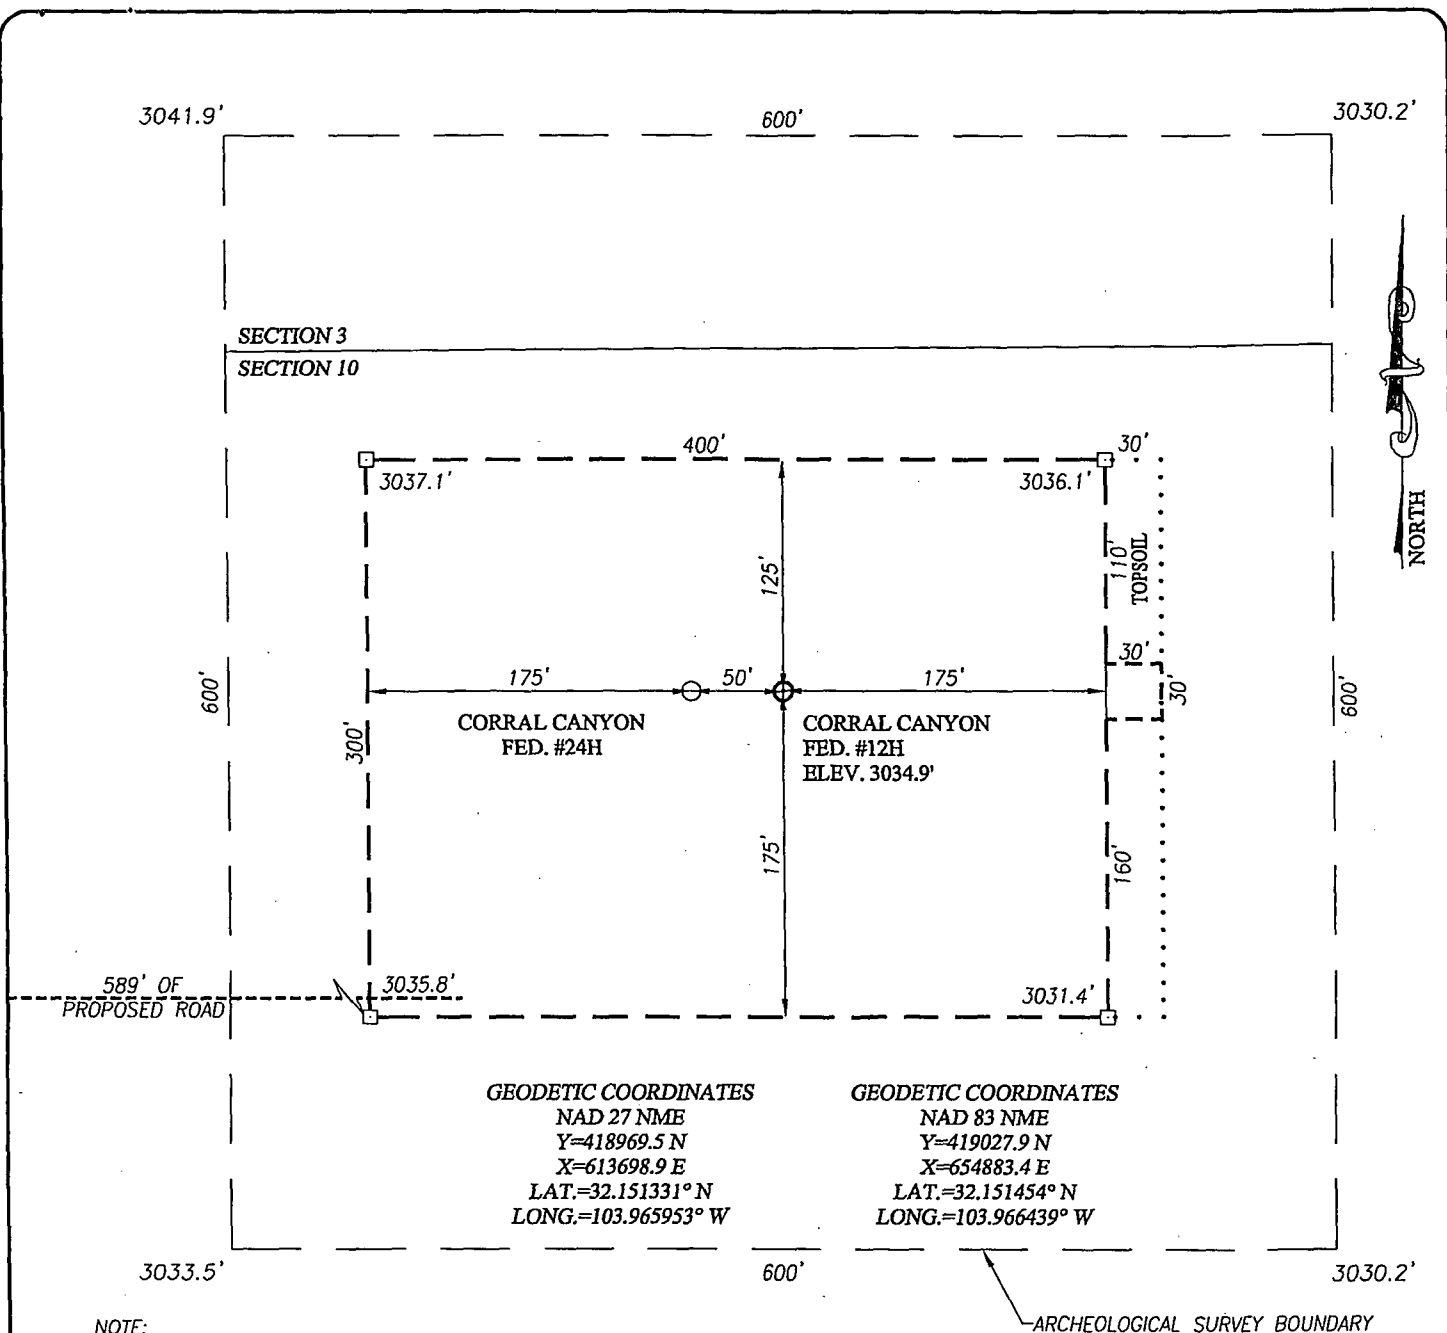 3041.9'
600'
3030.2'
SECTION 3
SECTION 10
NORTH
400'
30'
3037.1'
3036.1'
110'
TOPSOIL
125'
30'
30'
175'
50'
175'
600'
600'
300'
CORRAL CANYON
FED. #24H
CORRAL CANYON
FED. #12H
ELEV. 3034.9'
175'
160'
589' OF
PROPOSED ROAD
3035.8'
3031.4'
GEODETIC COORDINATES
NAD 27 NME
Y=418969.5 N
X=613698.9 E
LAT.=32.151331° N
LONG.=103.965953° W
GEODETIC COORDINATES
NAD 83 NME
Y=419027.9 N
X=654883.4 E
LAT.=32.151454° N
LONG.=103.966439° W
3033.5'
600'
3030.2'
NOTE:
ARCHEOLOGICAL SURVEY BOUNDARY